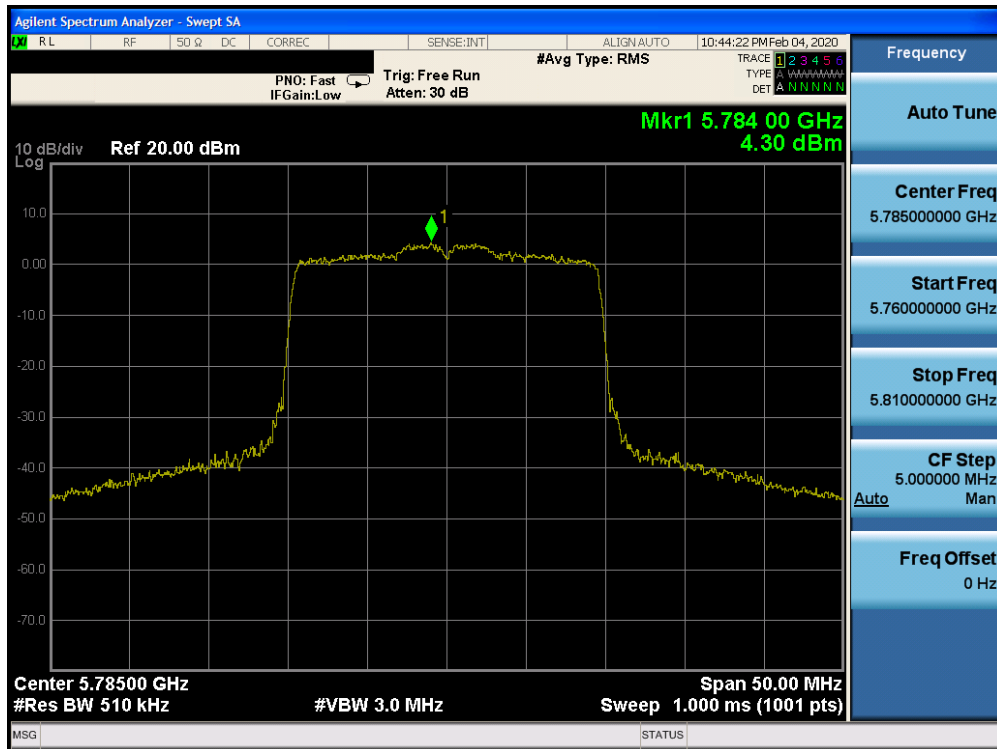 Agilent Spectrum Analyzer - Swept SA
LXI RL RF 50 Ω DC CORREC SENSE:INT ALIGN AUTO 10:44:22 PM Feb 04, 2020
Frequency
PNO: Fast
IFGain:Low
Trig: Free Run
Atten: 30 dB
#Avg Type: RMS
TRACE 1 2 3 4 5 6
TYPE A WWWWWW
DET A N N N N N
Auto Tune
Mkr1 5.784 00 GHz
4.30 dBm
10 dB/div Ref 20.00 dBm
Log
1
10.0
0.00
-10.0
-20.0
-30.0
-40.0
-50.0
-60.0
-70.0
Center Freq
5.785000000 GHz
Start Freq
5.760000000 GHz
Stop Freq
5.810000000 GHz
CF Step
5.000000 MHz
Auto Man
Freq Offset
0 Hz
Center 5.78500 GHz Span 50.00 MHz
#Res BW 510 kHz #VBW 3.0 MHz Sweep 1.000 ms (1001 pts)
MSG STATUS